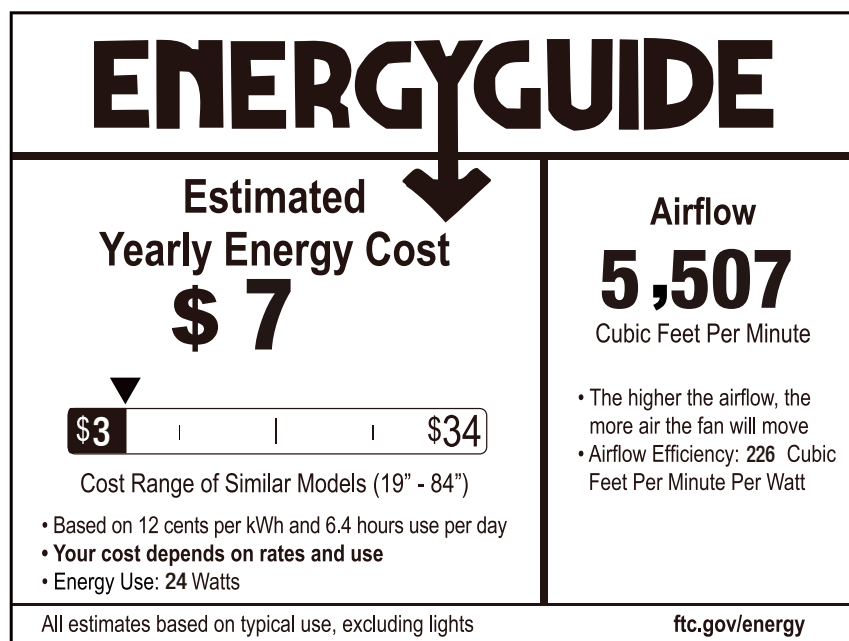 ENERGYGUIDE
Estimated
Yearly Energy Cost
$ 7
$3
$34
Cost Range of Similar Models (19” - 84”)
• Based on 12 cents per kWh and 6.4 hours use per day
• Your cost depends on rates and use
• Energy Use: 24 Watts
Airflow
5,507
Cubic Feet Per Minute
• The higher the airflow, the
more air the fan will move
• Airflow Efficiency: 226 Cubic
Feet Per Minute Per Watt
All estimates based on typical use, excluding lights
ftc.gov/energy